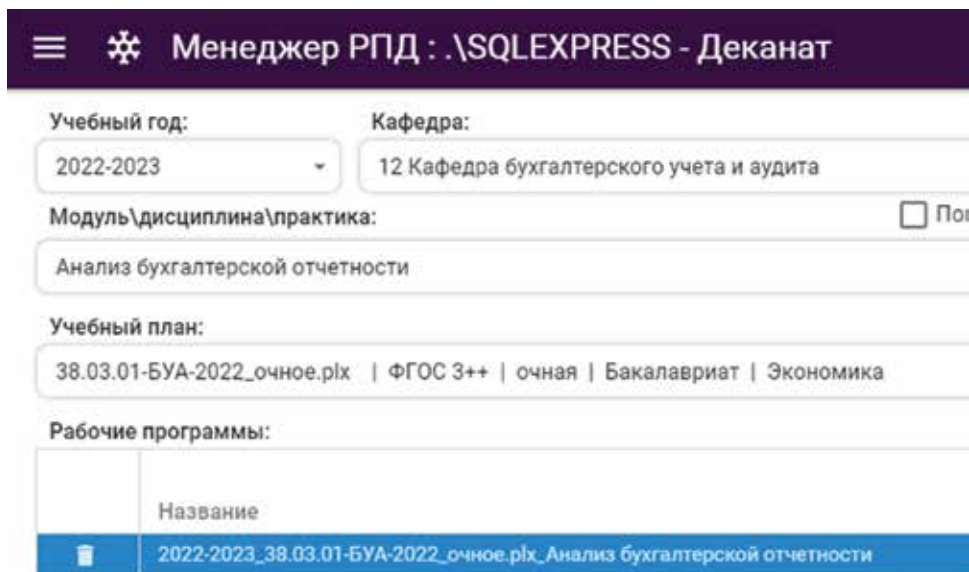 Менеджер РПД : .\SQLEXPRESS - Деканат
Учебный год: Кафедра:
2022-2023 12 Кафедра бухгалтерского учета и аудита
Модуль\дисциплина\практика:
Анализ бухгалтерской отчетности
Учебный план:
38.03.01-БУА-2022_очное.plx | ФГОС 3++ | очная | Бакалавриат | Экономика
Рабочие программы:
Название
2022-2023_38.03.01-БУА-2022_очное.plx_Анализ бухгалтерской отчетности